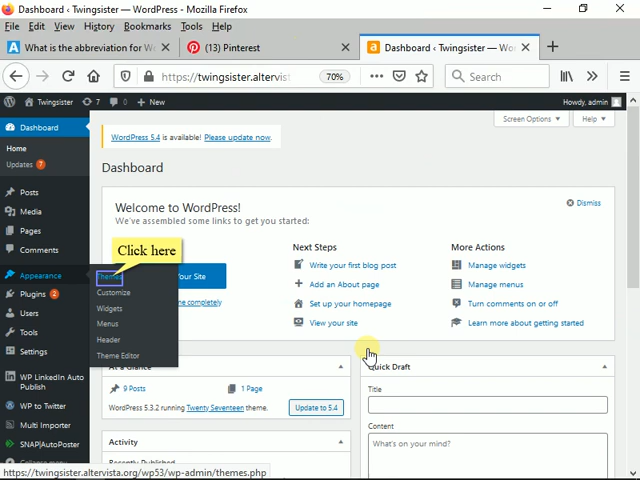 Dashboard ‹ Twingsister — WordPress - Mozilla Firefox
File Edit View History Bookmarks Tools Help
What is the abbreviation for W
(13) Pinterest
Dashboard ‹ Twingsister — Wor
https://twingsister.altervist
70%
Search
Twingsister 7 0 + New
Howdy, admin
Dashboard
Home
Updates 7
Posts
Media
Pages
Comments
Appearance
Plugins 2
Users
Tools
Settings
WP LinkedIn Auto
Publish
WP to Twitter
Multi Importer
SNAP|AutoPoster
Collapse menu
Themes
Customize
Widgets
Menus
Header
Theme Editor
Click here
Screen Options
Help
WordPress 5.4 is available! Please update now.
Dashboard
Welcome to WordPress!
Dismiss
We've assembled some links to get you started:
Your Site
Next Steps
Write your first blog post
Add an About page
Set up your homepage
View your site
More Actions
Manage widgets
Manage menus
Turn comments on or off
Learn more about getting started
At a Glance
9 Posts
1 Page
WordPress 5.3.2 running Twenty Seventeen theme.
Update to 5.4
Activity
Recently Published
Quick Draft
Title
Content
What's on your mind?
https://twingsister.altervista.org/wp53/wp-admin/themes.php